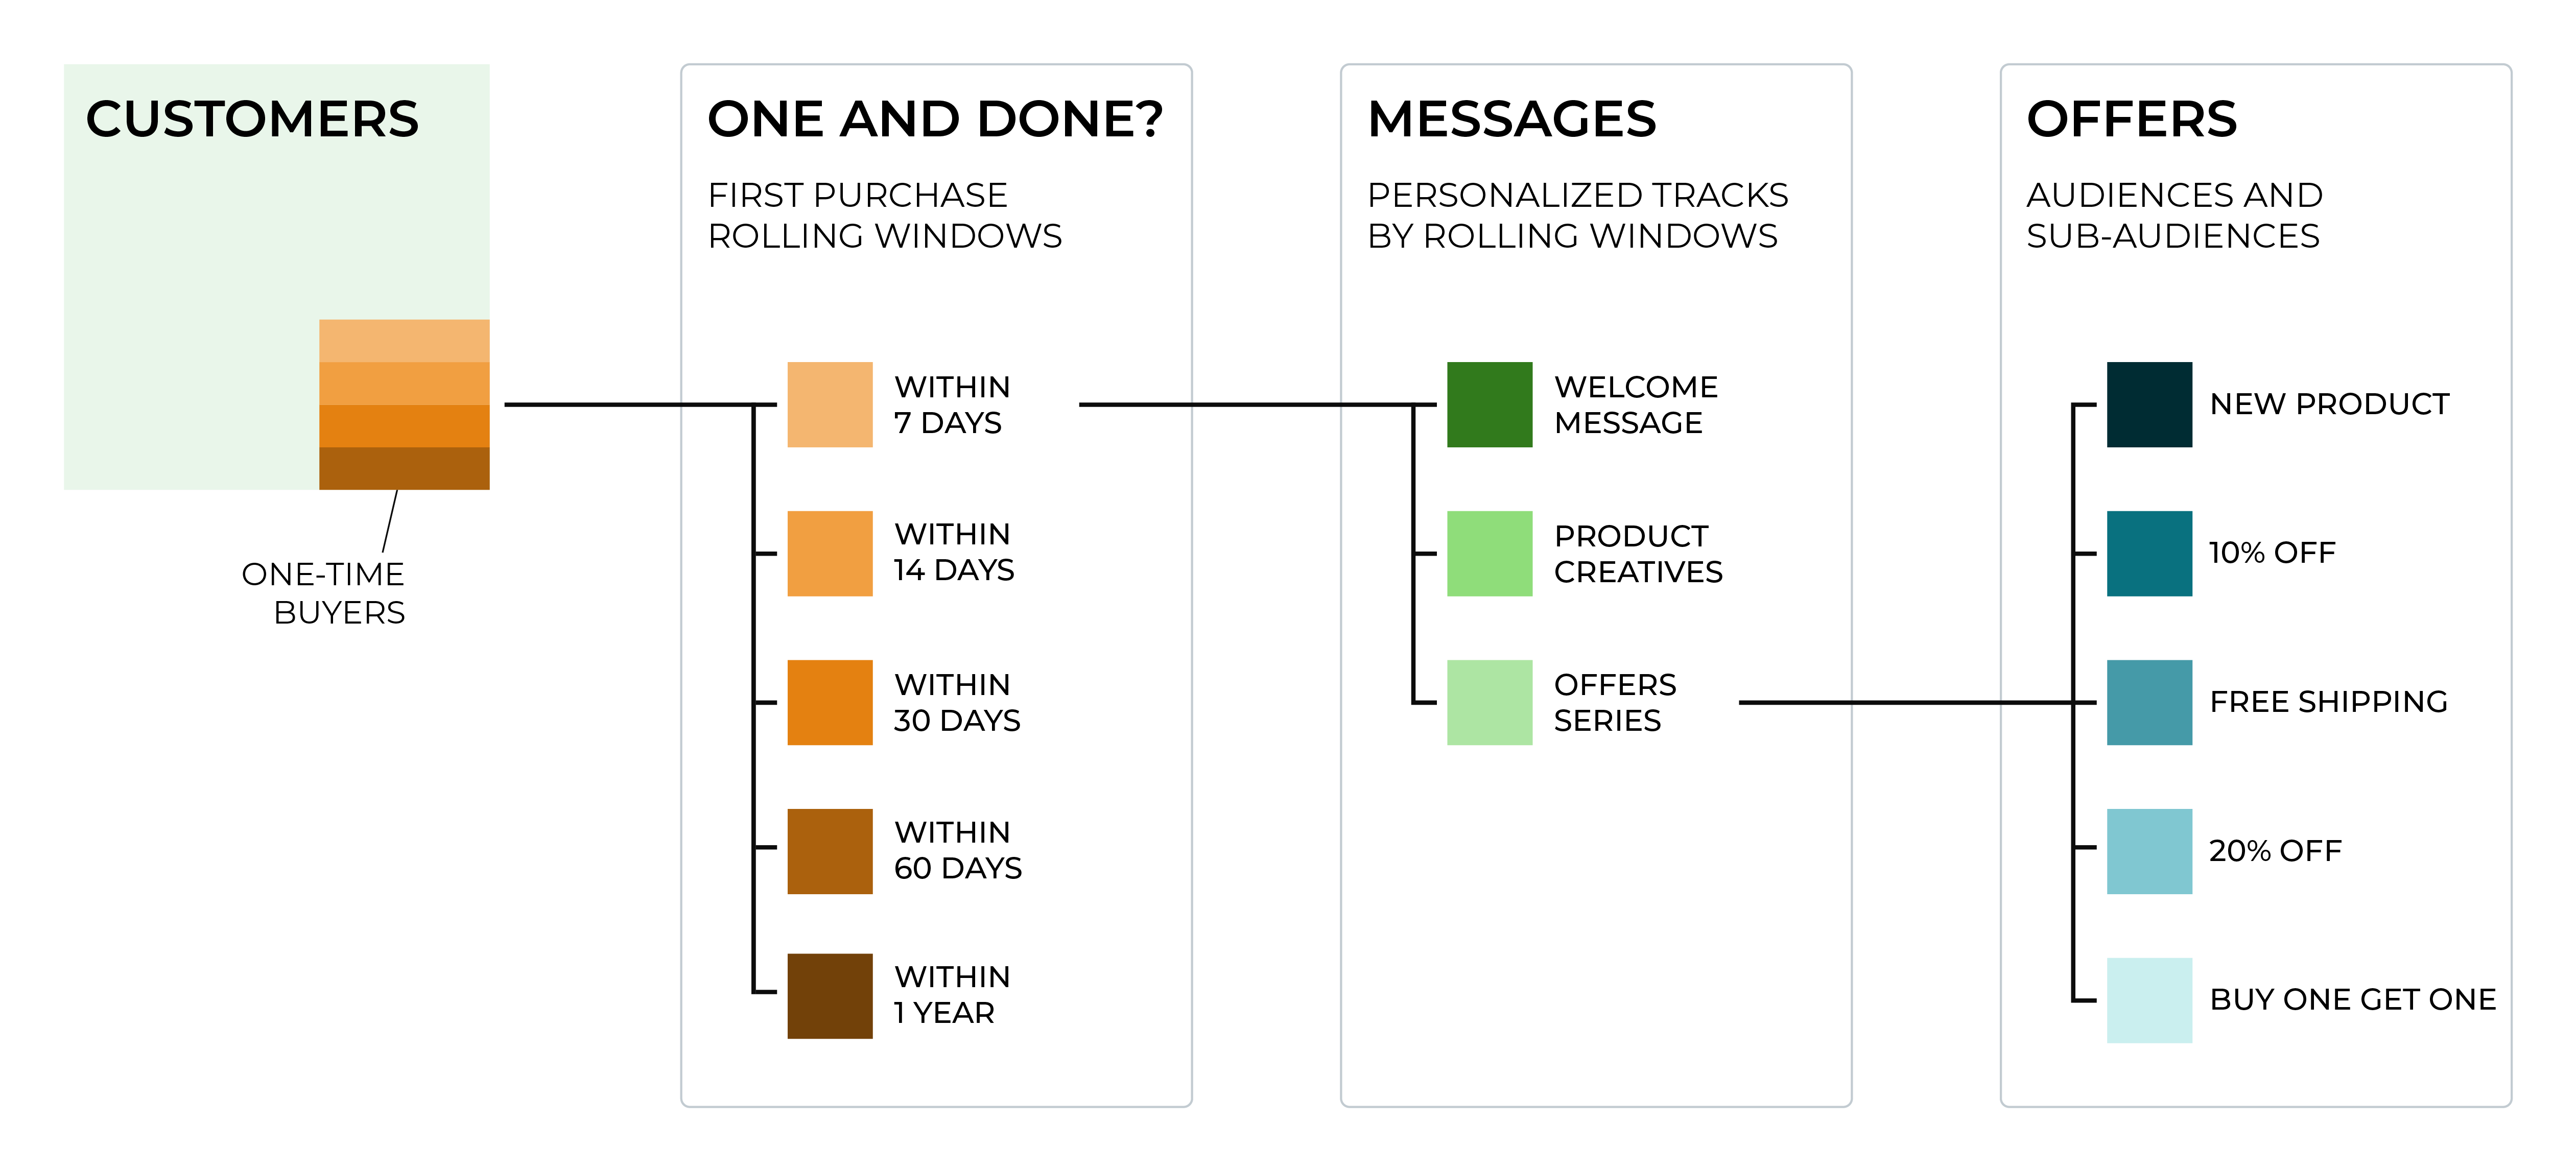 CUSTOMERS
ONE-TIME
BUYERS
ONE AND DONE?
FIRST PURCHASE
ROLLING WINDOWS
WITHIN
7 DAYS
WITHIN
14 DAYS
WITHIN
30 DAYS
WITHIN
60 DAYS
WITHIN
1 YEAR
MESSAGES
PERSONALIZED TRACKS
BY ROLLING WINDOWS
WELCOME
MESSAGE
PRODUCT
CREATIVES
OFFERS
SERIES
OFFERS
AUDIENCES AND
SUB-AUDIENCES
NEW PRODUCT
10% OFF
FREE SHIPPING
20% OFF
BUY ONE GET ONE